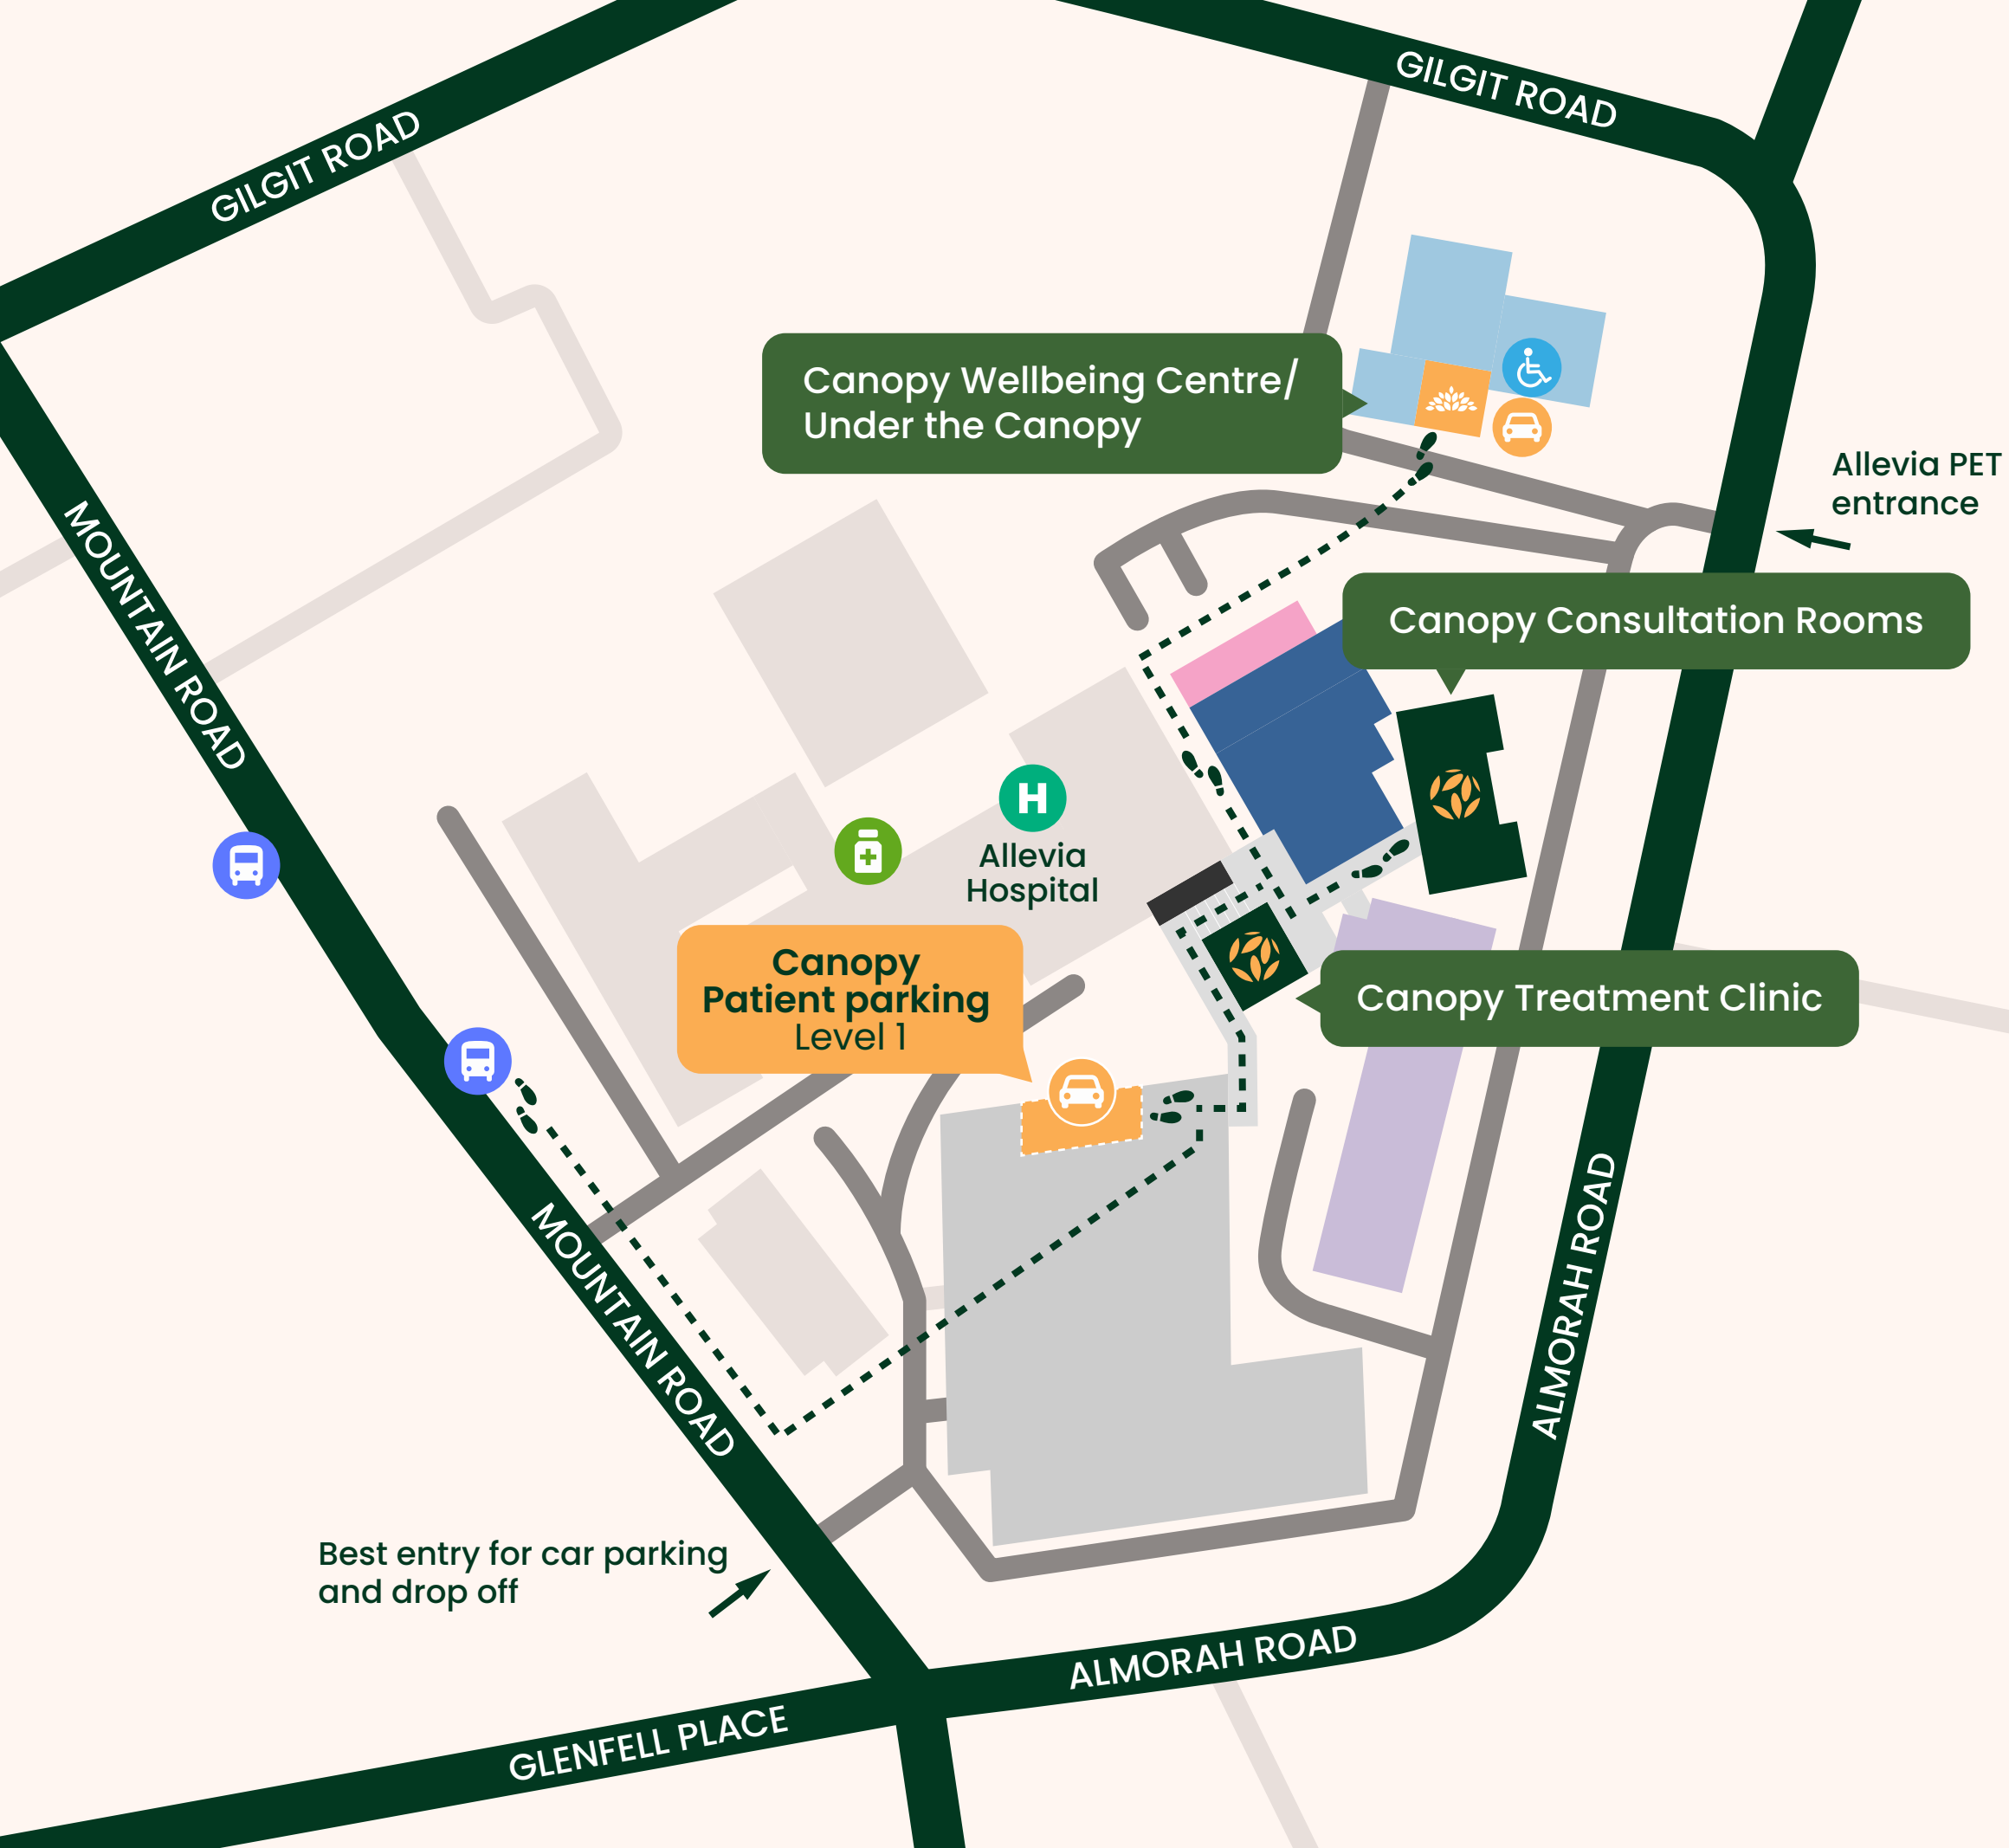 GILGIT ROAD
GILGIT ROAD
Canopy Wellbeing Centre/
Under the Canopy
Allevia PET
entrance
MOUNTAIN ROAD
Canopy Consultation Rooms
H
Allevia
Hospital
Canopy
Patient parking
Level 1
Canopy Treatment Clinic
MOUNTAIN ROAD
ALMORAH ROAD
Best entry for car parking
and drop off
ALMORAH ROAD
GLENFELL PLACE